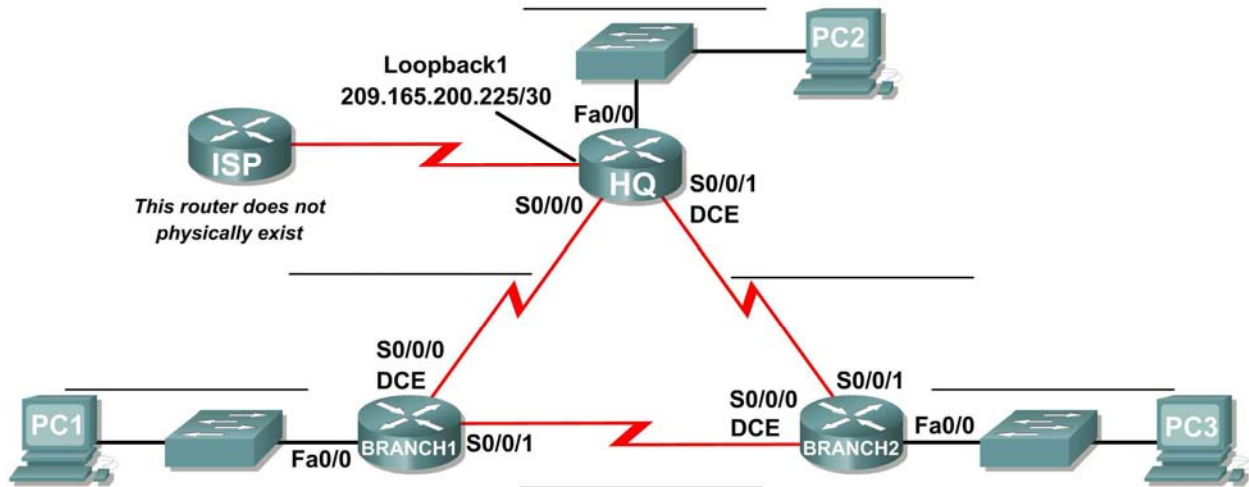 PC2
Loopback1
209.165.200.225/30
Fa0/0
ISP
HQ
This router does not
physically exist
S0/0/0
S0/0/1
DCE
S0/0/0
DCE
S0/0/1
S0/0/0
DCE
PC1
Fa0/0
BRANCH1
S0/0/1
BRANCH2
Fa0/0
PC3